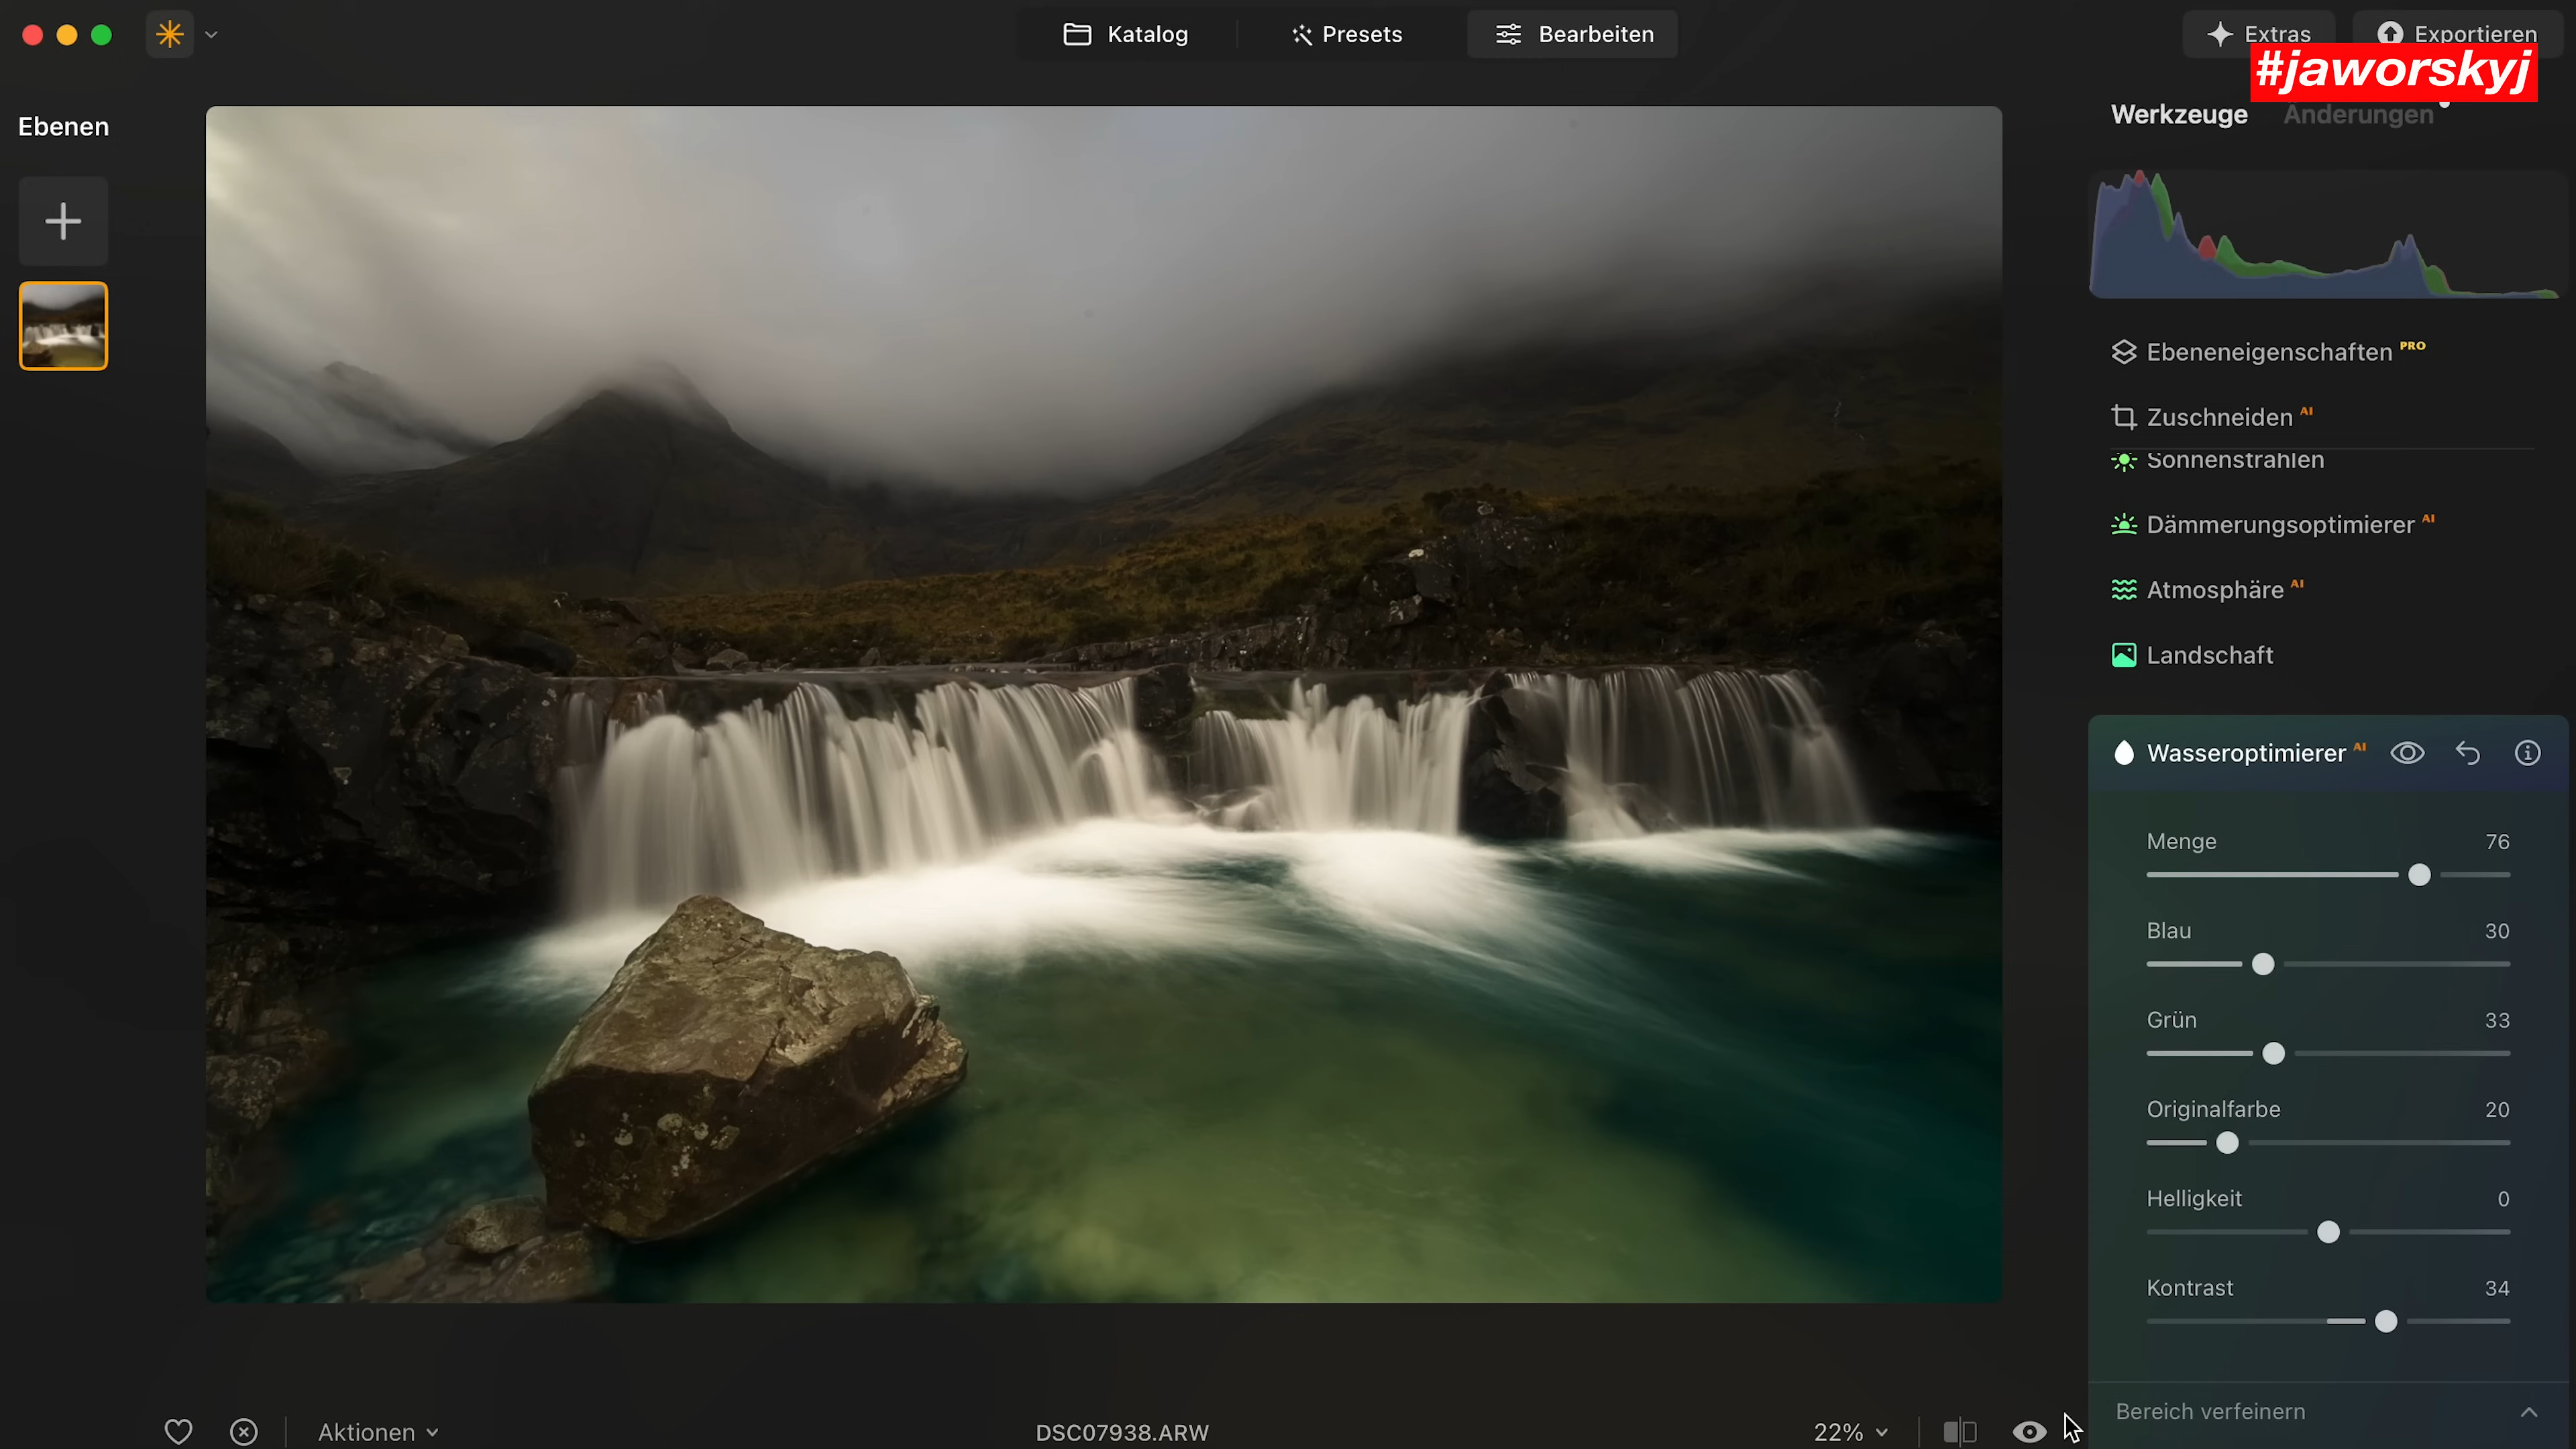 Katalog
Presets
Bearbeiten
Extras
Exportieren
#jaworskyj
Ebenen
Werkzeuge
Änderungen
Ebeneneigenschaften PRO
Zuschneiden AI
Sonnenstrahlen
Dämmerungsoptimierer AI
Atmosphäre AI
Landschaft
Wasseroptimierer AI
Menge 76
Blau 30
Grün 33
Originalfarbe 20
Helligkeit 0
Kontrast 34
Bereich verfeinern
Aktionen
DSC07938.ARW
22%